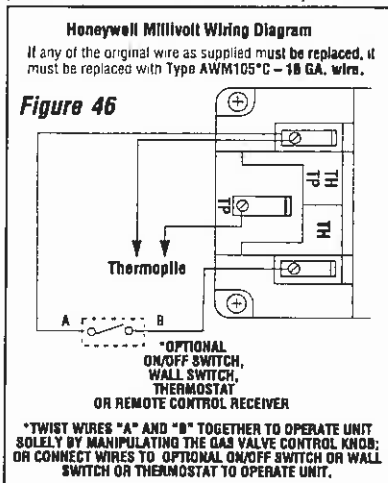 Honeywell Millivolt Wiring Diagram
If any of the original wire as supplied must be replaced, it
must be replaced with Type AWM105°C – 18 GA. wire.
Figure 46
TH
TP
TP
TH
Thermopile
A
B
*OPTIONAL
ON/OFF SWITCH,
WALL SWITCH,
THERMOSTAT
OR REMOTE CONTROL RECEIVER
*TWIST WIRES "A" AND "B" TOGETHER TO OPERATE UNIT
SOLELY BY MANIPULATING THE GAS VALVE CONTROL KNOB;
OR CONNECT WIRES TO OPTIONAL ON/OFF SWITCH OR WALL
SWITCH OR THERMOSTAT TO OPERATE UNIT.